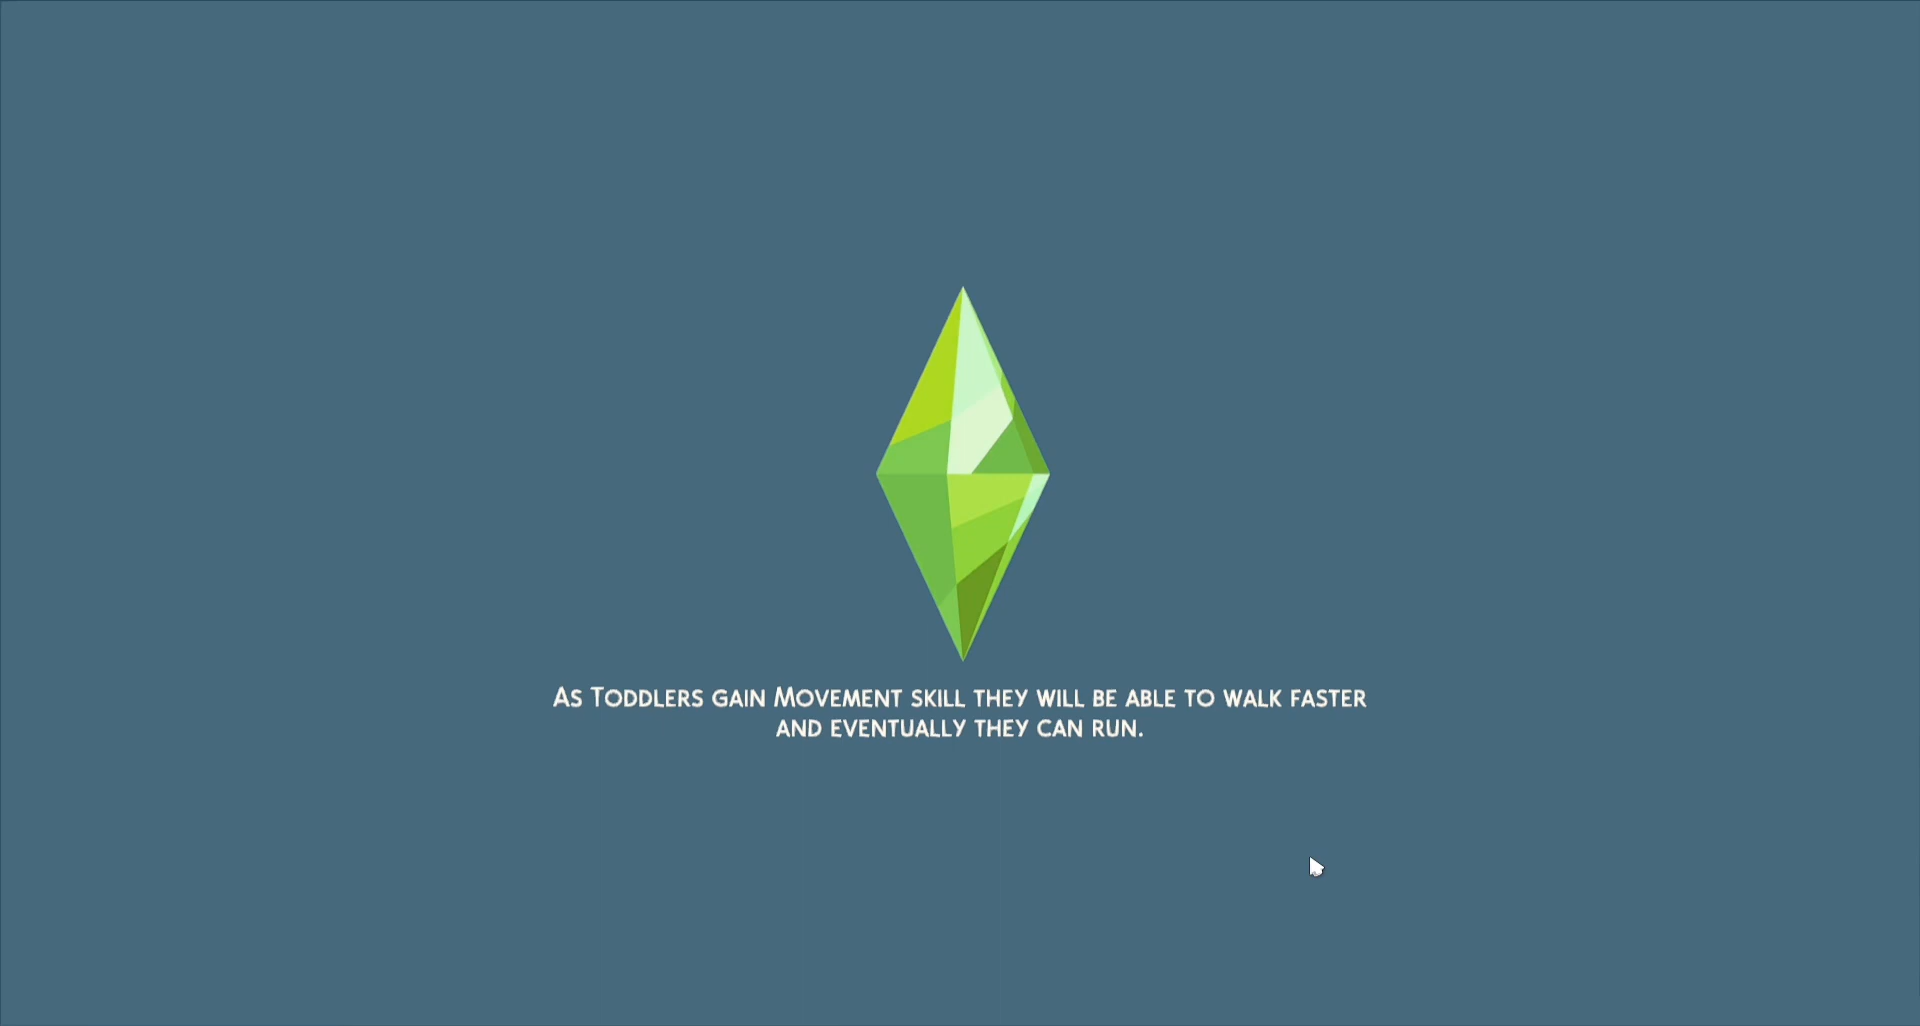 As Toddlers gain Movement skill they will be able to walk faster
and eventually they can run.